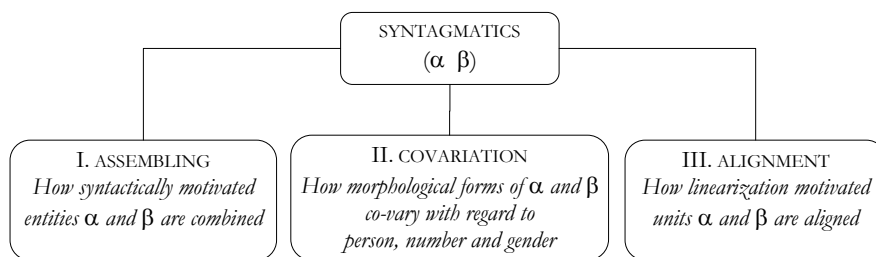 SYNTAGMATICS
(α β)
I. ASSEMBLING
How syntactically motivated
entities α and β are combined
II. COVARIATION
How morphological forms of α and β
co-vary with regard to
person, number and gender
III. ALIGNMENT
How linearization motivated
units α and β are aligned